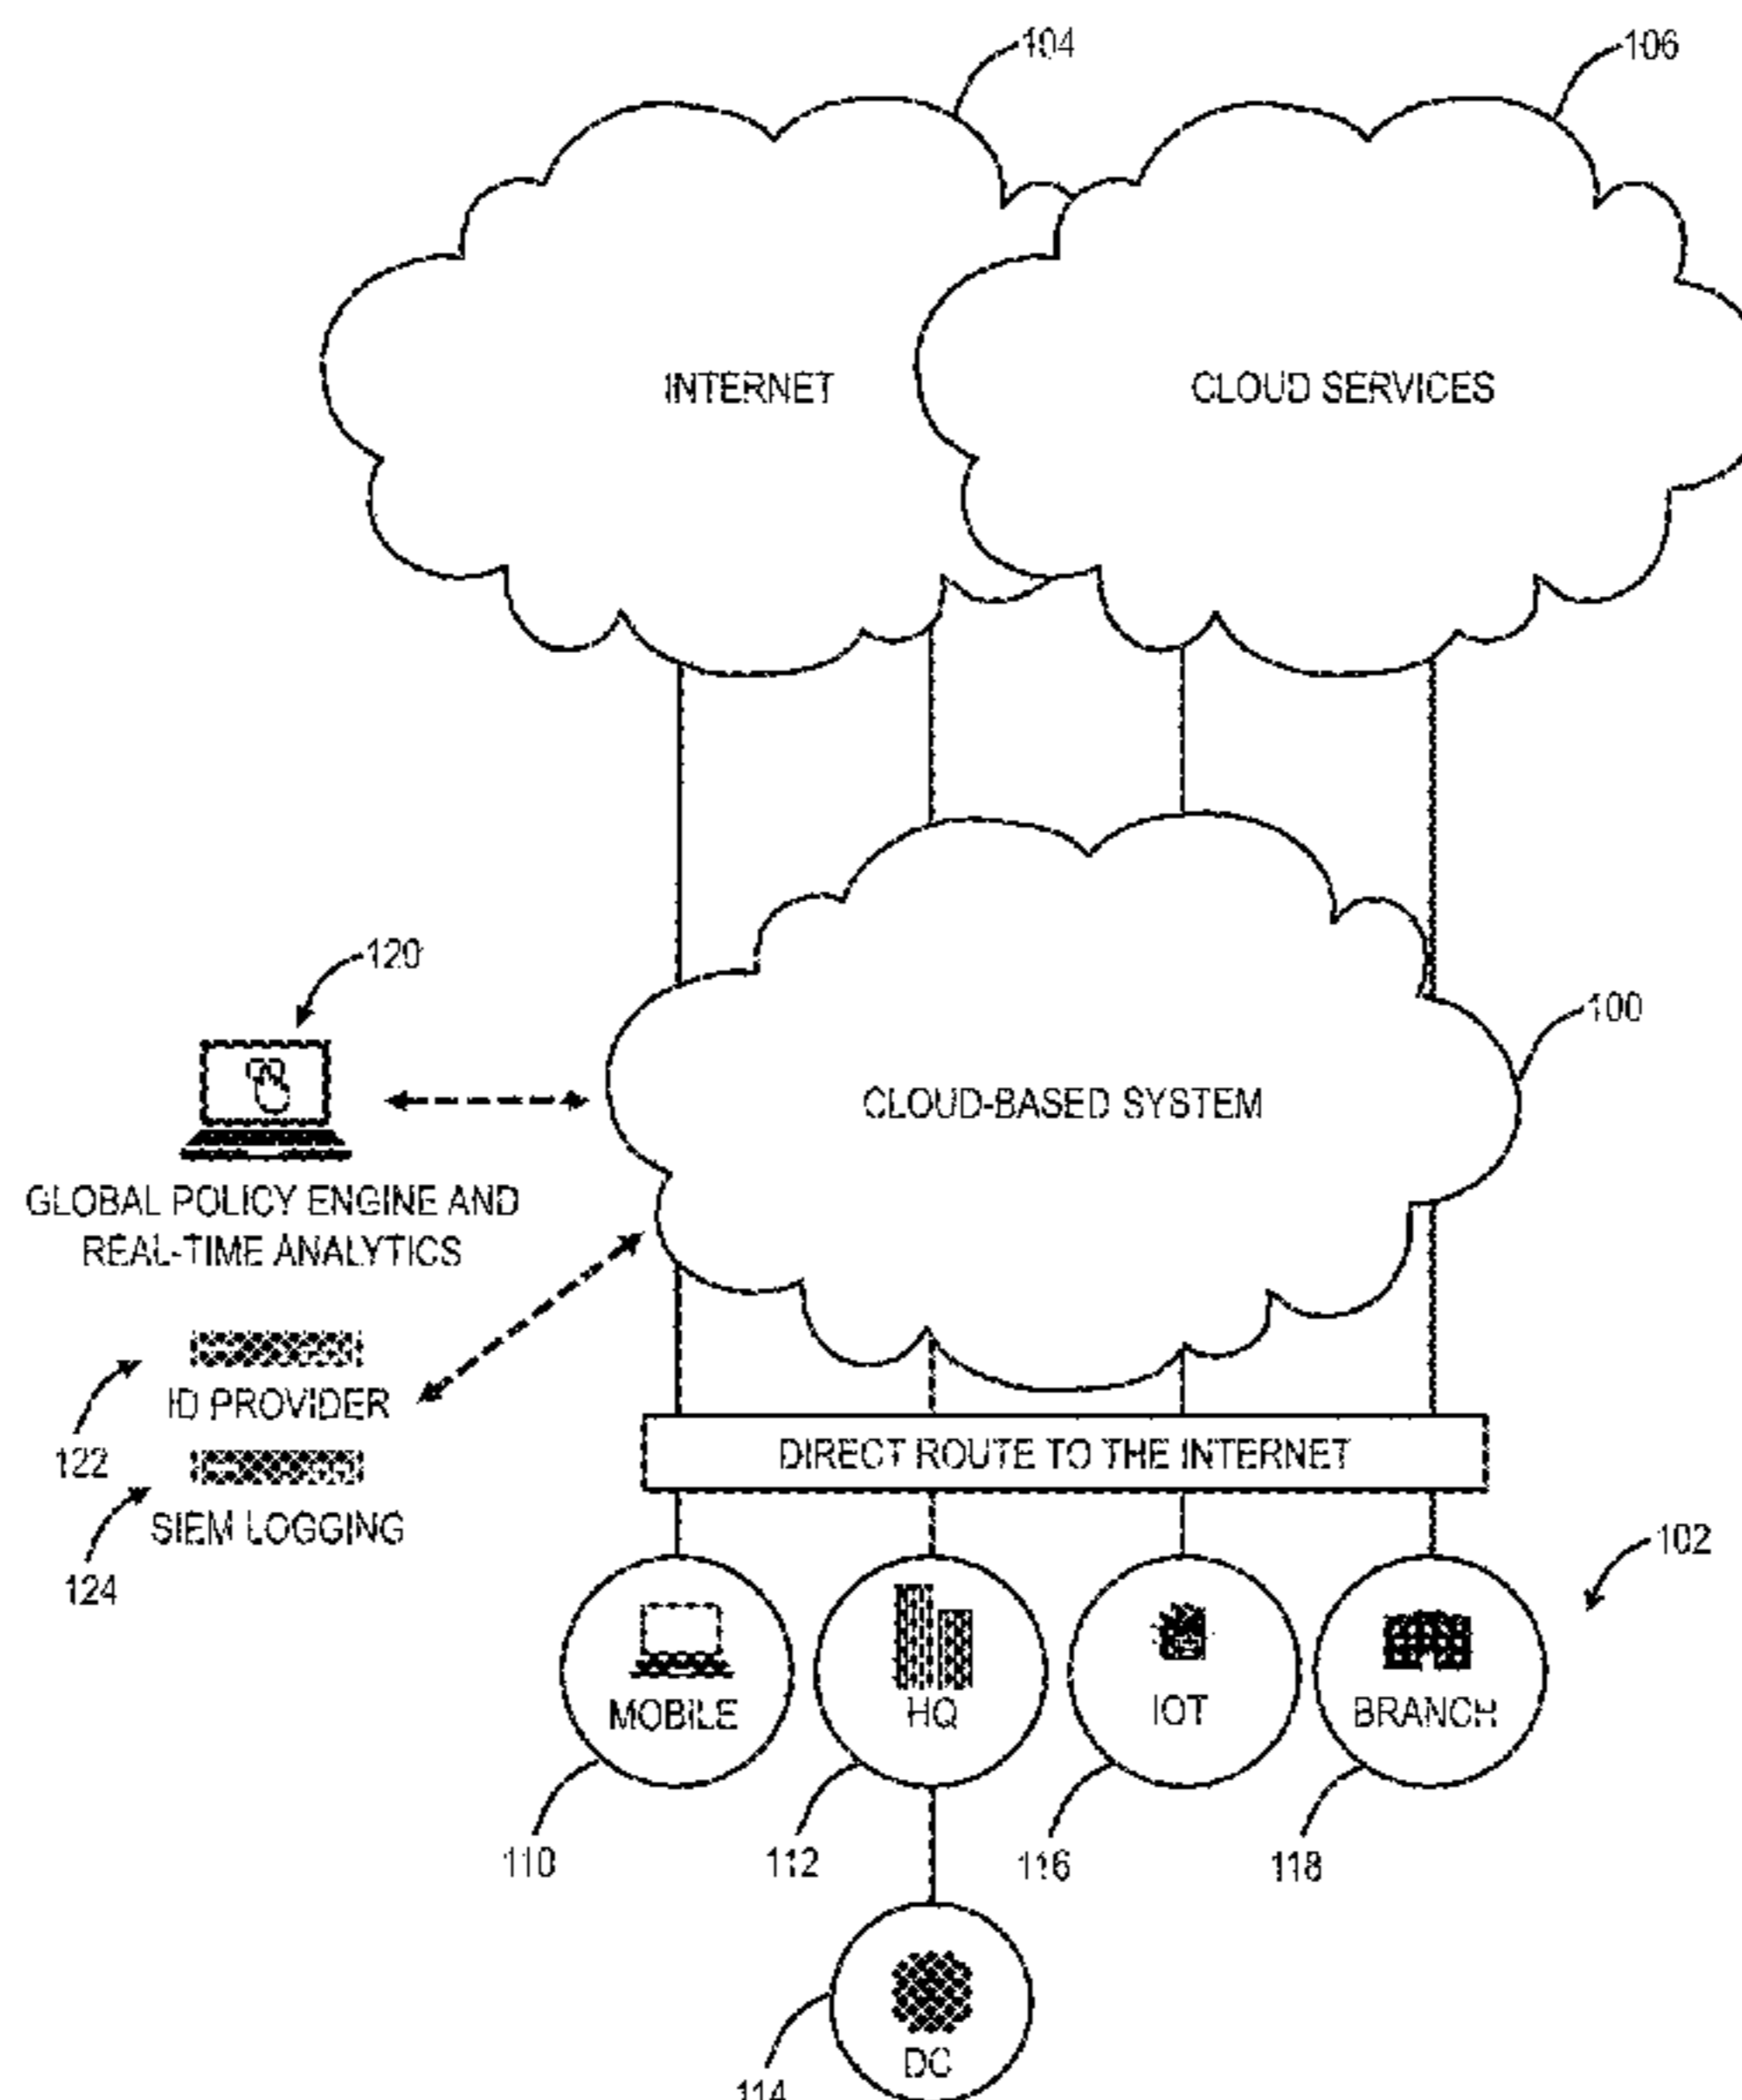 104
106
INTERNET
CLOUD SERVICES
120
100
CLOUD-BASED SYSTEM
GLOBAL POLICY ENGINE AND
REAL-TIME ANALYTICS
ID PROVIDER
122
DIRECT ROUTE TO THE INTERNET
SIEM LOGGING
124
102
MOBILE
HQ
IOT
BRANCH
110
112
116
118
DC
114